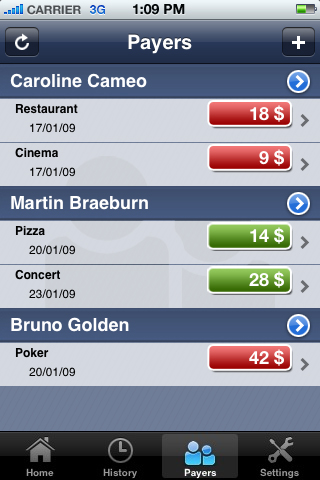 CARRIER 3G 1:09 PM
Payers
Caroline Cameo
Restaurant 18 $
17/01/09
Cinema 9 $
17/01/09
Martin Braeburn
Pizza 14 $
20/01/09
Concert 28 $
23/01/09
Bruno Golden
Poker 42 $
20/01/09
Home History Payers Settings